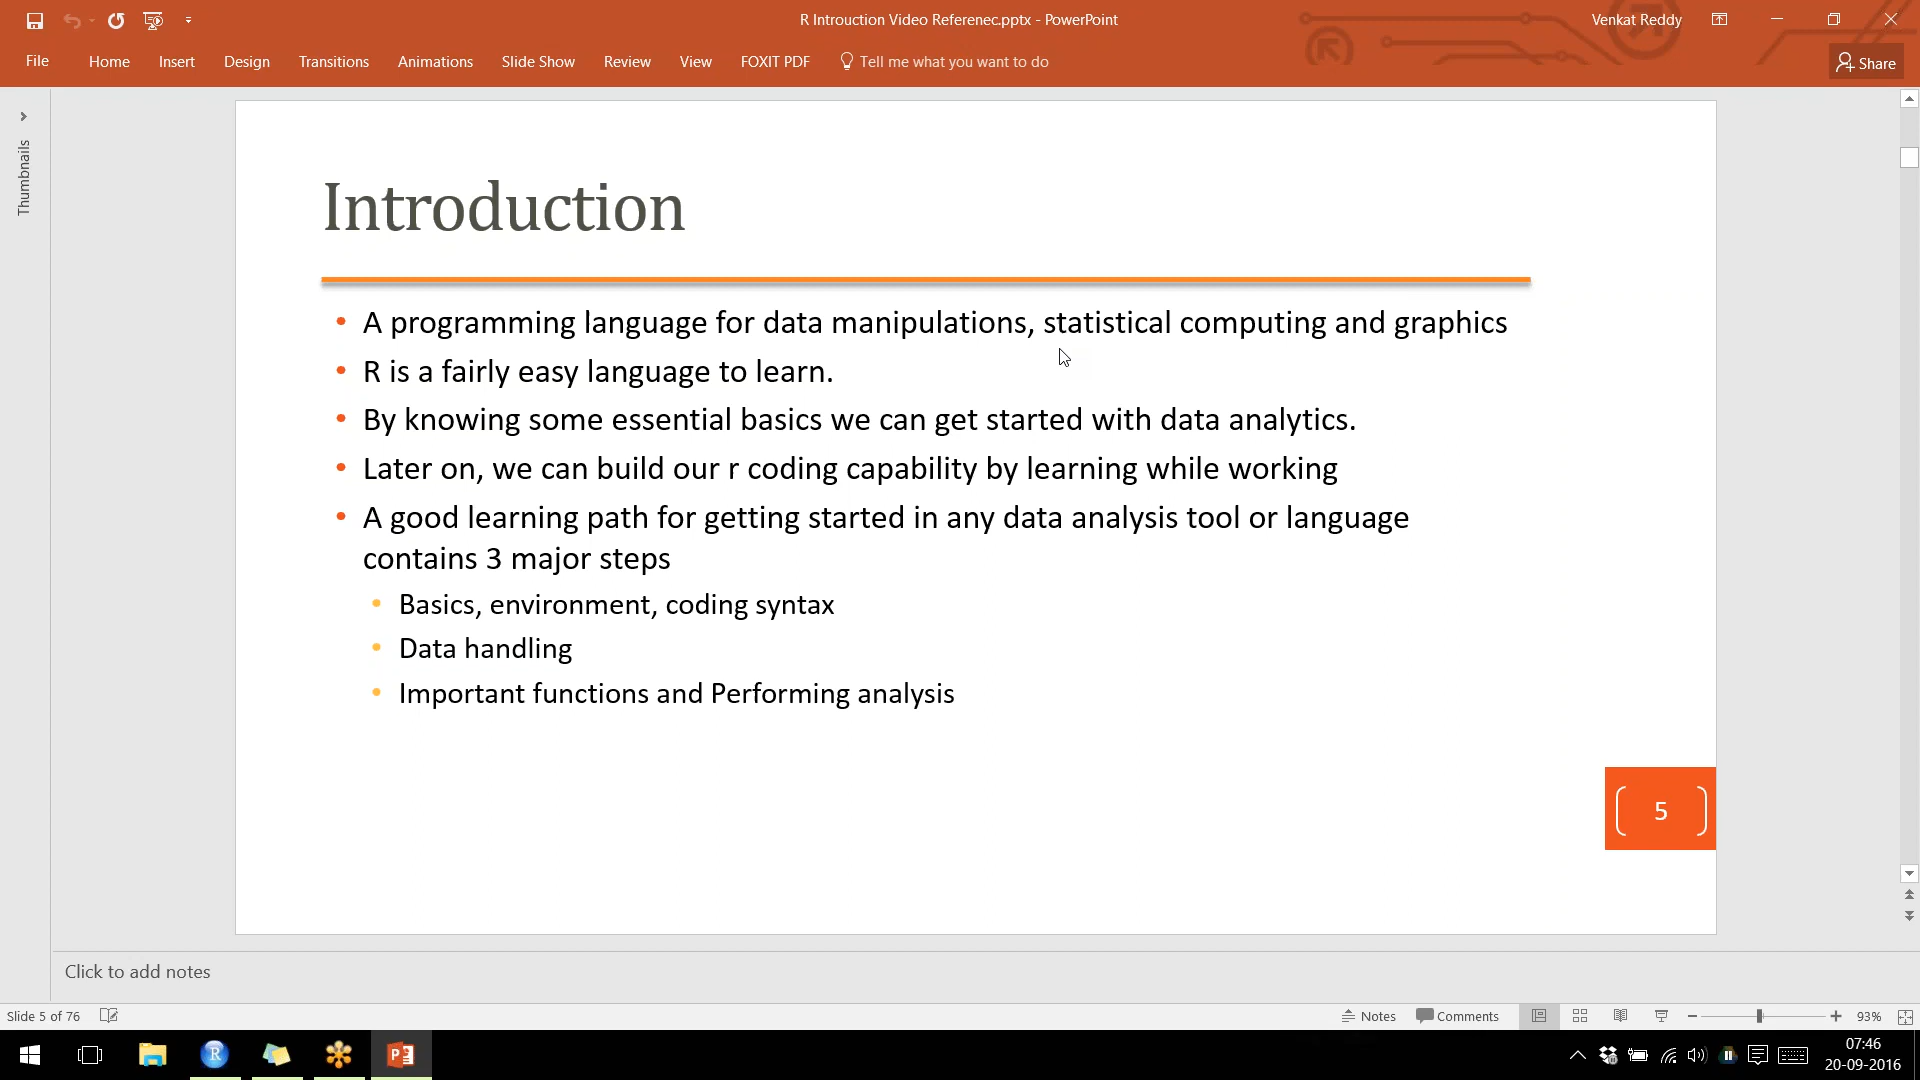 R Introuction Video Referenec.pptx - PowerPoint
Venkat Reddy
File Home Insert Design Transitions Animations Slide Show Review View FOXIT PDF Tell me what you want to do
Share
Thumbnails
Introduction
• A programming language for data manipulations, statistical computing and graphics
• R is a fairly easy language to learn.
• By knowing some essential basics we can get started with data analytics.
• Later on, we can build our r coding capability by learning while working
• A good learning path for getting started in any data analysis tool or language
contains 3 major steps
• Basics, environment, coding syntax
• Data handling
• Important functions and Performing analysis
5
Click to add notes
Slide 5 of 76
Notes Comments 93%
07:46
20-09-2016